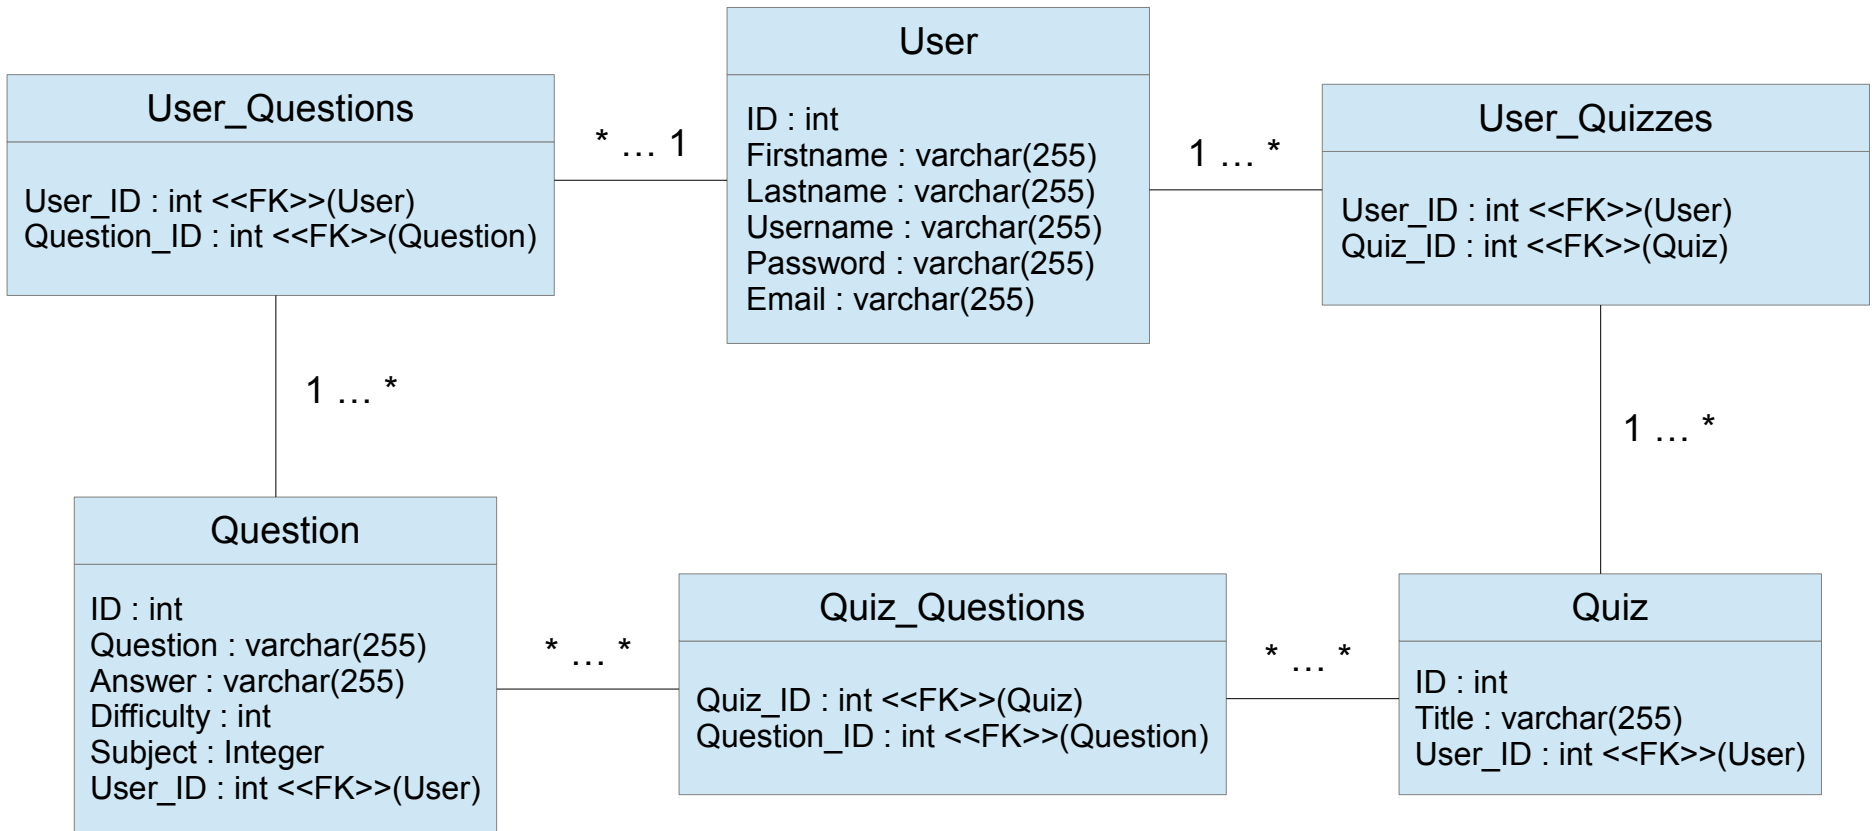 User
ID : int
Firstname : varchar(255)
Lastname : varchar(255)
Username : varchar(255)
Password : varchar(255)
Email : varchar(255)
User_Questions
User_ID : int <<FK>>(User)
Question_ID : int <<FK>>(Question)
* … 1
1 … *
User_Quizzes
User_ID : int <<FK>>(User)
Quiz_ID : int <<FK>>(Quiz)
1 … *
1 … *
Question
ID : int
Question : varchar(255)
Answer : varchar(255)
Difficulty : int
Subject : Integer
User_ID : int <<FK>>(User)
* … *
Quiz_Questions
Quiz_ID : int <<FK>>(Quiz)
Question_ID : int <<FK>>(Question)
* … *
Quiz
ID : int
Title : varchar(255)
User_ID : int <<FK>>(User)